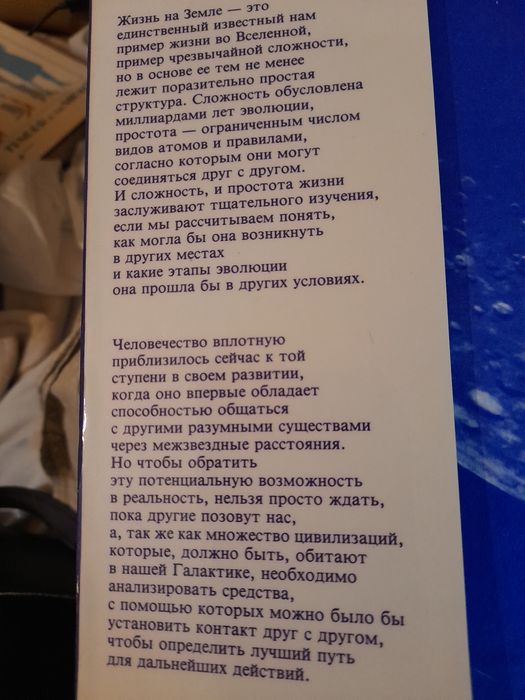 Жизнь на Земле — это
единственный известный нам
пример жизни во Вселенной,
пример чрезвычайной сложности,
но в основе ее тем не менее
лежит поразительно простая
структура. Сложность обусловлена
миллиардами лет эволюции,
простота — ограниченным числом
видов атомов и правилами,
согласно которым они могут
соединяться друг с другом.
И сложность, и простота жизни
заслуживают тщательного изучения,
если мы рассчитываем понять,
как могла бы она возникнуть
в других местах
и какие этапы эволюции
она прошла бы в других условиях.
Человечество вплотную
приблизилось сейчас к той
ступени в своем развитии,
когда оно впервые обладает
способностью общаться
с другими разумными существами
через межзвездные расстояния.
Но чтобы обратить
эту потенциальную возможность
в реальность, нельзя просто ждать,
пока другие позовут нас,
а, так же как множество цивилизаций,
которые, должно быть, обитают
в нашей Галактике, необходимо
анализировать средства,
с помощью которых можно было бы
установить контакт друг с другом,
чтобы определить лучший путь
для дальнейших действий.